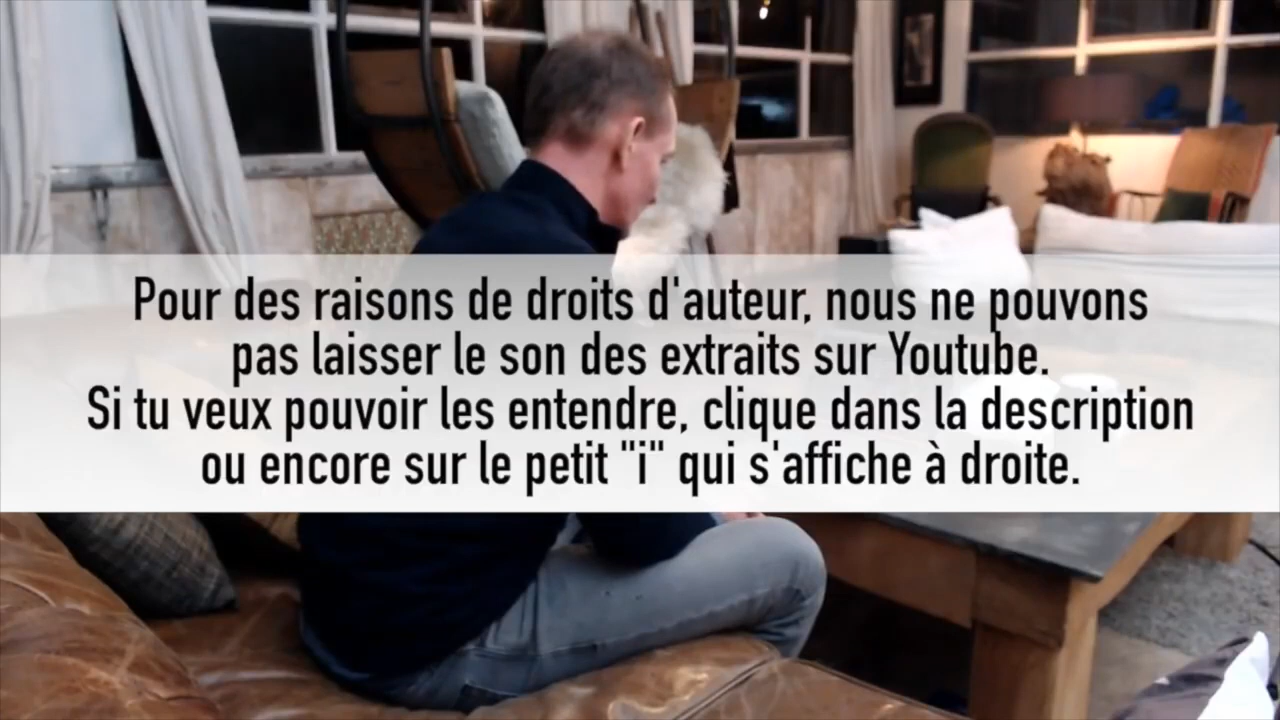 Pour des raisons de droits d'auteur, nous ne pouvons
pas laisser le son des extraits sur Youtube.
Si tu veux pouvoir les entendre, clique dans la description
ou encore sur le petit "i" qui s'affiche à droite.